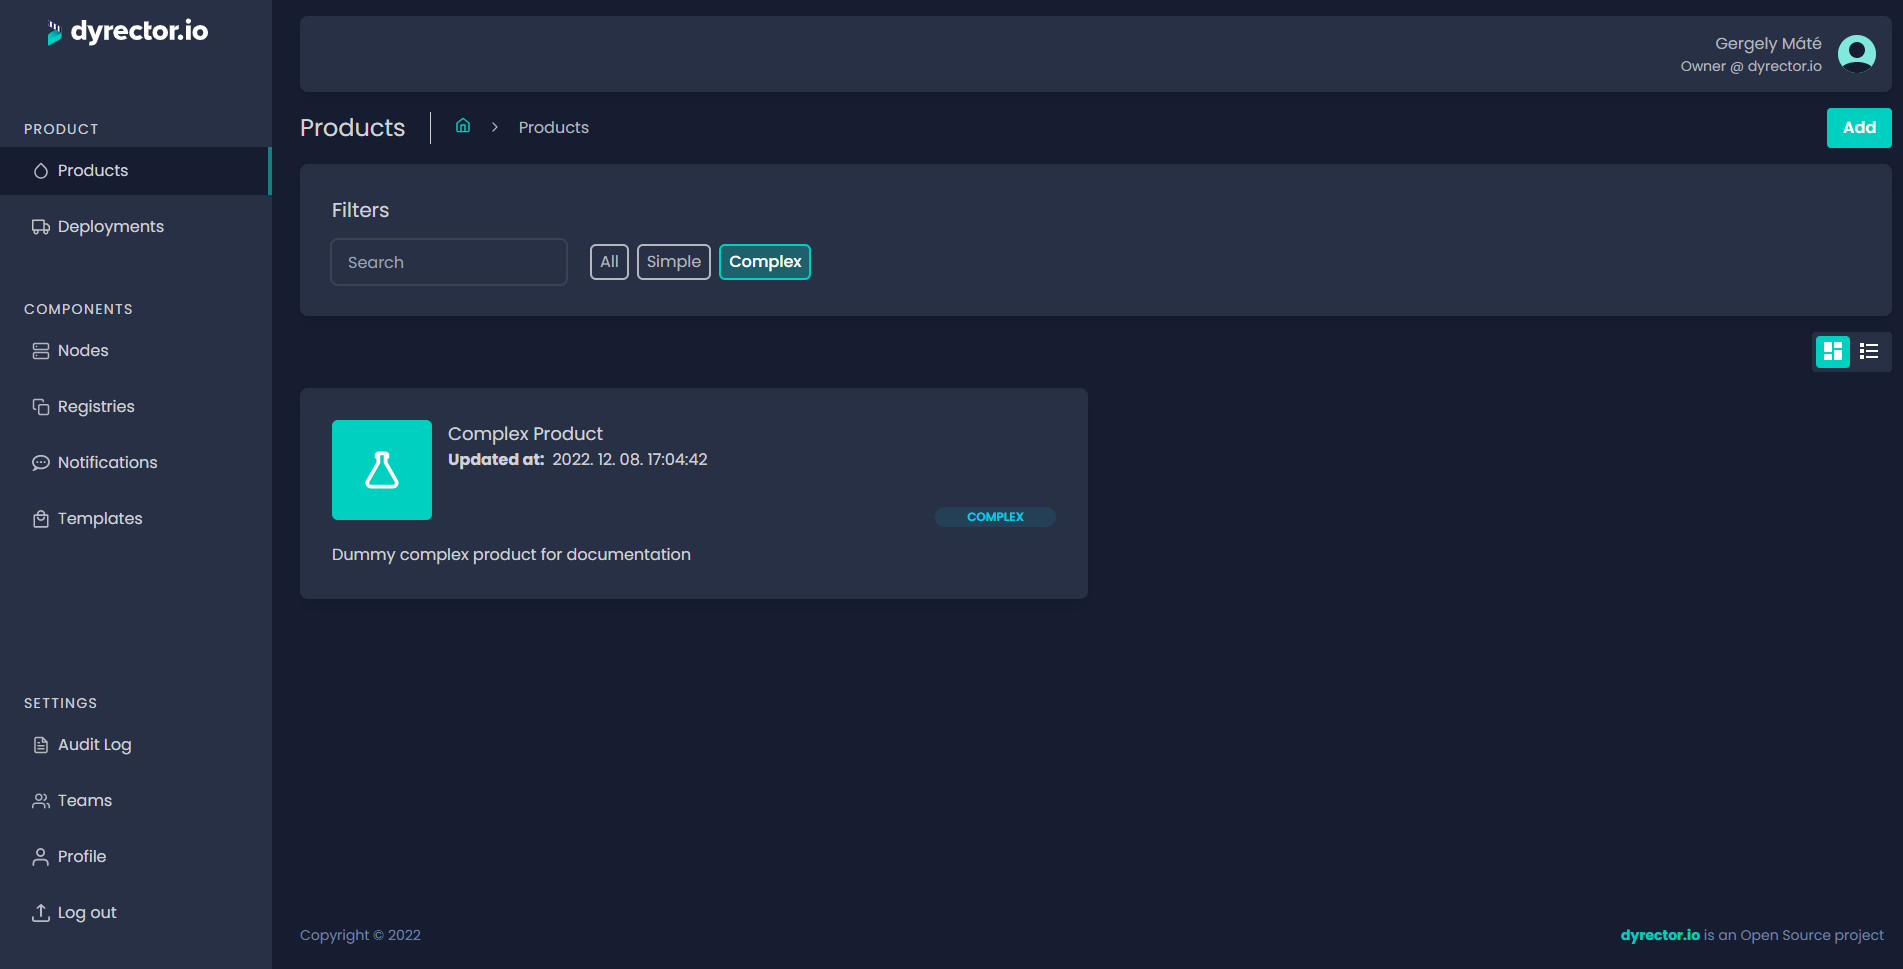 dyrector.io
PRODUCT
Products
Deployments
COMPONENTS
Nodes
Registries
Notifications
Templates
SETTINGS
Audit Log
Teams
Profile
Log out
Gergely Máté
Owner @ dyrector.io
Products
Products
Add
Filters
Search
All
Simple
Complex
Complex Product
Updated at: 2022. 12. 08. 17:04:42
COMPLEX
Dummy complex product for documentation
Copyright © 2022
dyrector.io is an Open Source project